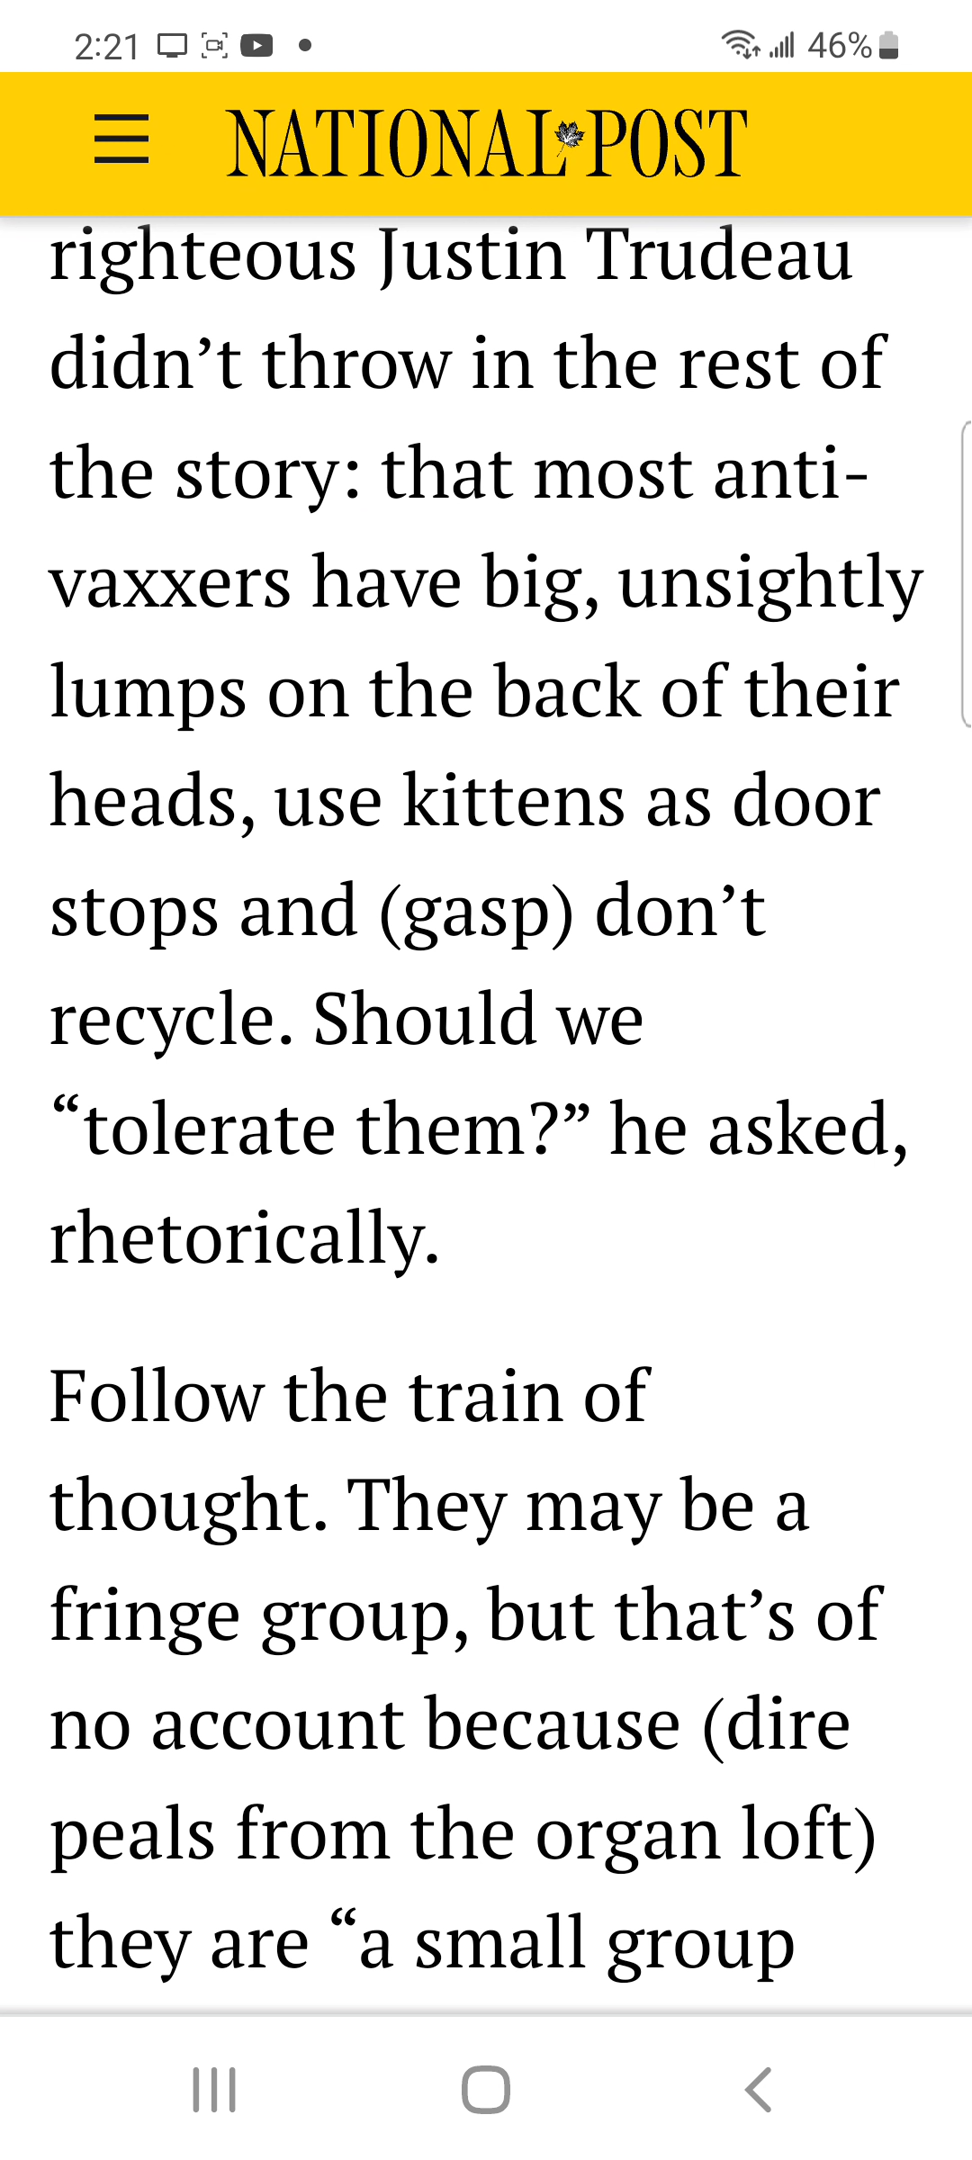 2:21 46%
NATIONAL POST
righteous Justin Trudeau
didn’t throw in the rest of
the story: that most anti-
vaxxers have big, unsightly
lumps on the back of their
heads, use kittens as door
stops and (gasp) don’t
recycle. Should we
“tolerate them?” he asked,
rhetorically.
Follow the train of
thought. They may be a
fringe group, but that’s of
no account because (dire
peals from the organ loft)
they are “a small group